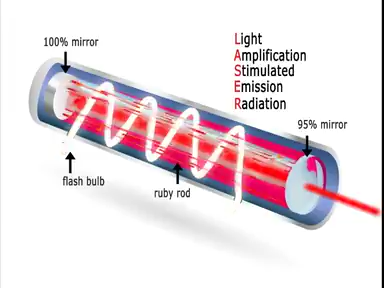 100% mirror
Light
Amplification
Stimulated
Emission
Radiation
95% mirror
flash bulb
ruby rod